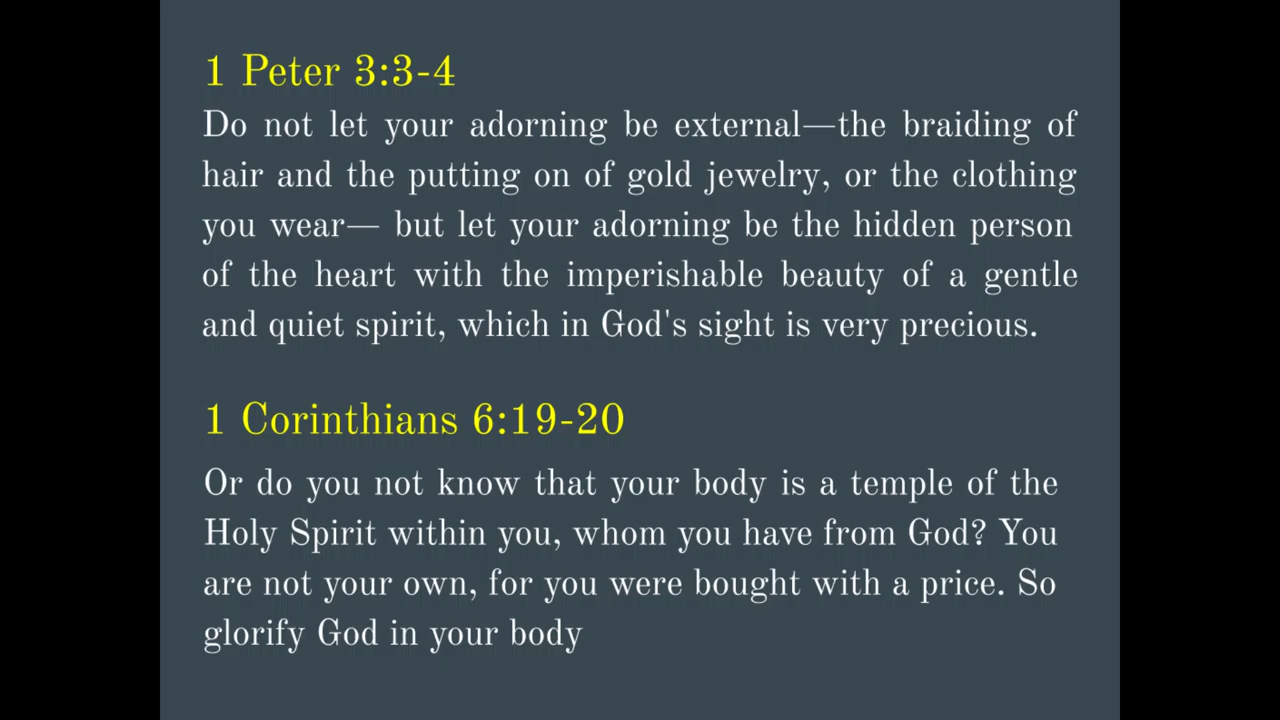 1 Peter 3:3-4
Do not let your adorning be external—the braiding of
hair and the putting on of gold jewelry, or the clothing
you wear— but let your adorning be the hidden person
of the heart with the imperishable beauty of a gentle
and quiet spirit, which in God's sight is very precious.
1 Corinthians 6:19-20
Or do you not know that your body is a temple of the
Holy Spirit within you, whom you have from God? You
are not your own, for you were bought with a price. So
glorify God in your body